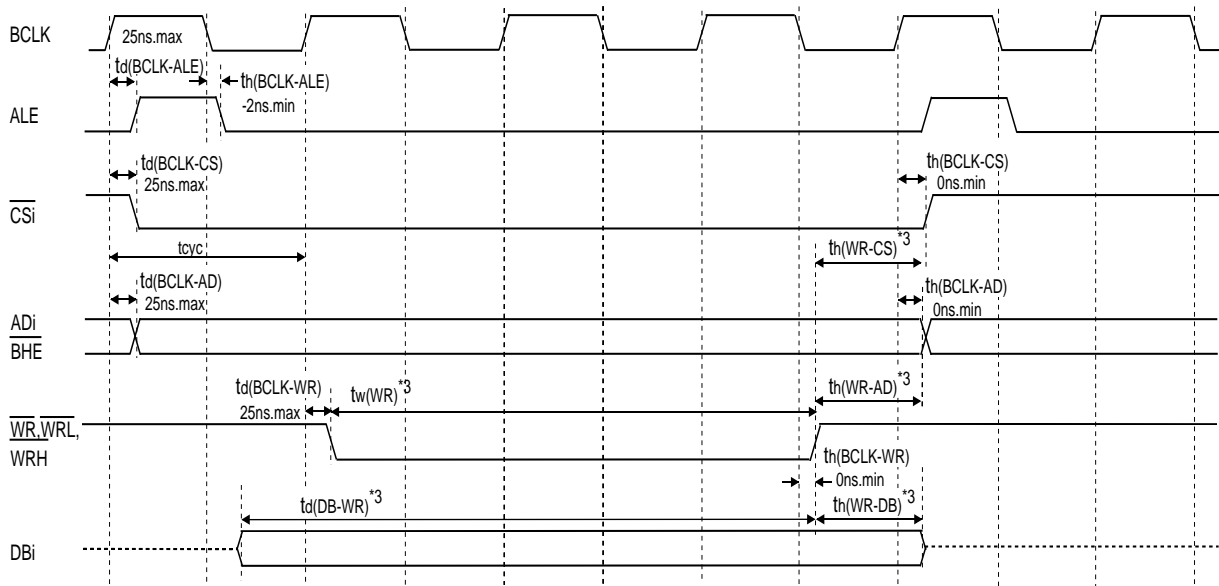 BCLK
25ns.max
td(BCLK-ALE)
th(BCLK-ALE)
-2ns.min
ALE
td(BCLK-CS)
25ns.max
th(BCLK-CS)
0ns.min
CSi
tcyc
th(WR-CS)*3
td(BCLK-AD)
25ns.max
th(BCLK-AD)
0ns.min
ADi
BHE
td(BCLK-WR)
25ns.max
tw(WR)*3
th(WR-AD)*3
WR,WRL,
WRH
th(BCLK-WR)
0ns.min
td(DB-WR)*3
th(WR-DB)*3
DBi